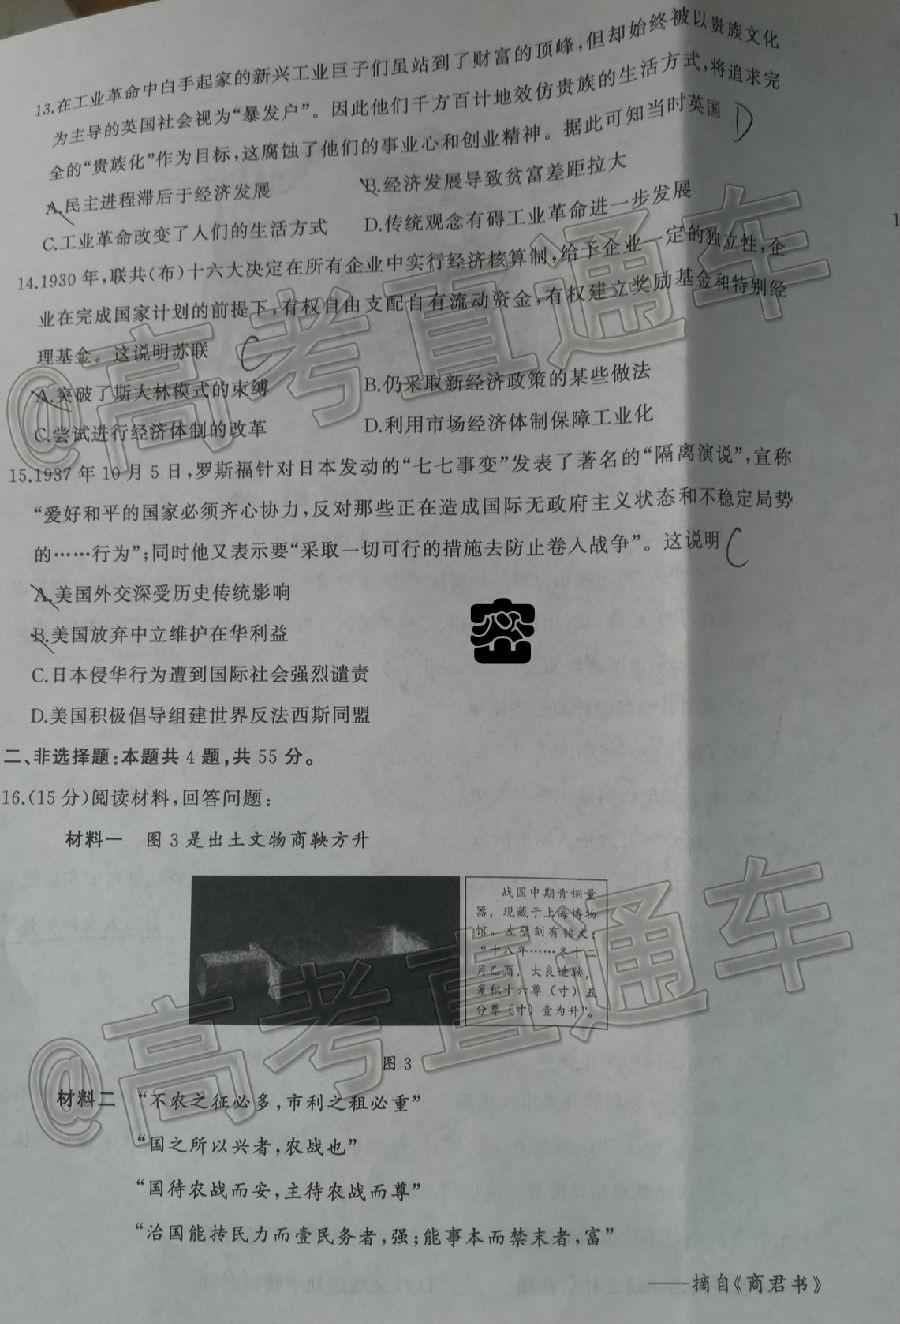 13.在工业革命中白手起家的新兴工业巨子们虽站到了财富的顶峰,但却始终被以贵族文化
为主导的英国社会视为“暴发户”。因此他们千方百计地效仿贵族的生活方式,将追求完
全的“贵族化”作为目标,这腐蚀了他们的事业心和创业精神。据此可知当时英国 D
A.民主进程滞后于经济发展 B.经济发展导致贫富差距拉大
C.工业革命改变了人们的生活方式 D.传统观念有碍工业革命进一步发展
14.1930年,联共(布)十六大决定在所有企业中实行经济核算制,给予企业一定的独立性,企
业在完成国家计划的前提下,有权自由支配自有流动资金,有权建立奖励基金和特别经
理基金。这说明苏联 C
A.突破了斯大林模式的束缚 B.仍采取新经济政策的某些做法
C.尝试进行经济体制的改革 D.利用市场经济体制保障工业化
15.1937年10月5日,罗斯福针对日本发动的“七七事变”发表了著名的“隔离演说”,宣称
“爱好和平的国家必须齐心协力,反对那些正在造成国际无政府主义状态和不稳定局势
的……行为”;同时他又表示要“采取一切可行的措施去防止卷入战争”。这说明 C
A.美国外交深受历史传统影响
B.美国放弃中立维护在华利益
C.日本侵华行为遭到国际社会强烈谴责
D.美国积极倡导组建世界反法西斯同盟
二、非选择题:本题共4题,共55分。
16.(15分)阅读材料,回答问题:
材料一 图3是出土文物商鞅方升
战国中期青铜量
器,现藏于上海博物
馆。左壁刻有铭文:
“十八年……冬十二
月乙酉,大良造鞅,
爰积十六尊(寸)五
分尊(寸)壹为升”。
图3
材料二 “不农之征必多,市利之租必重”
“国之所以兴者,农战也”
“国待农战而安,主待农战而尊”
“治国能抟民力而壹民务者,强;能事本而禁末者,富”
——摘自《商君书》
@高考直通车
@高考直通车